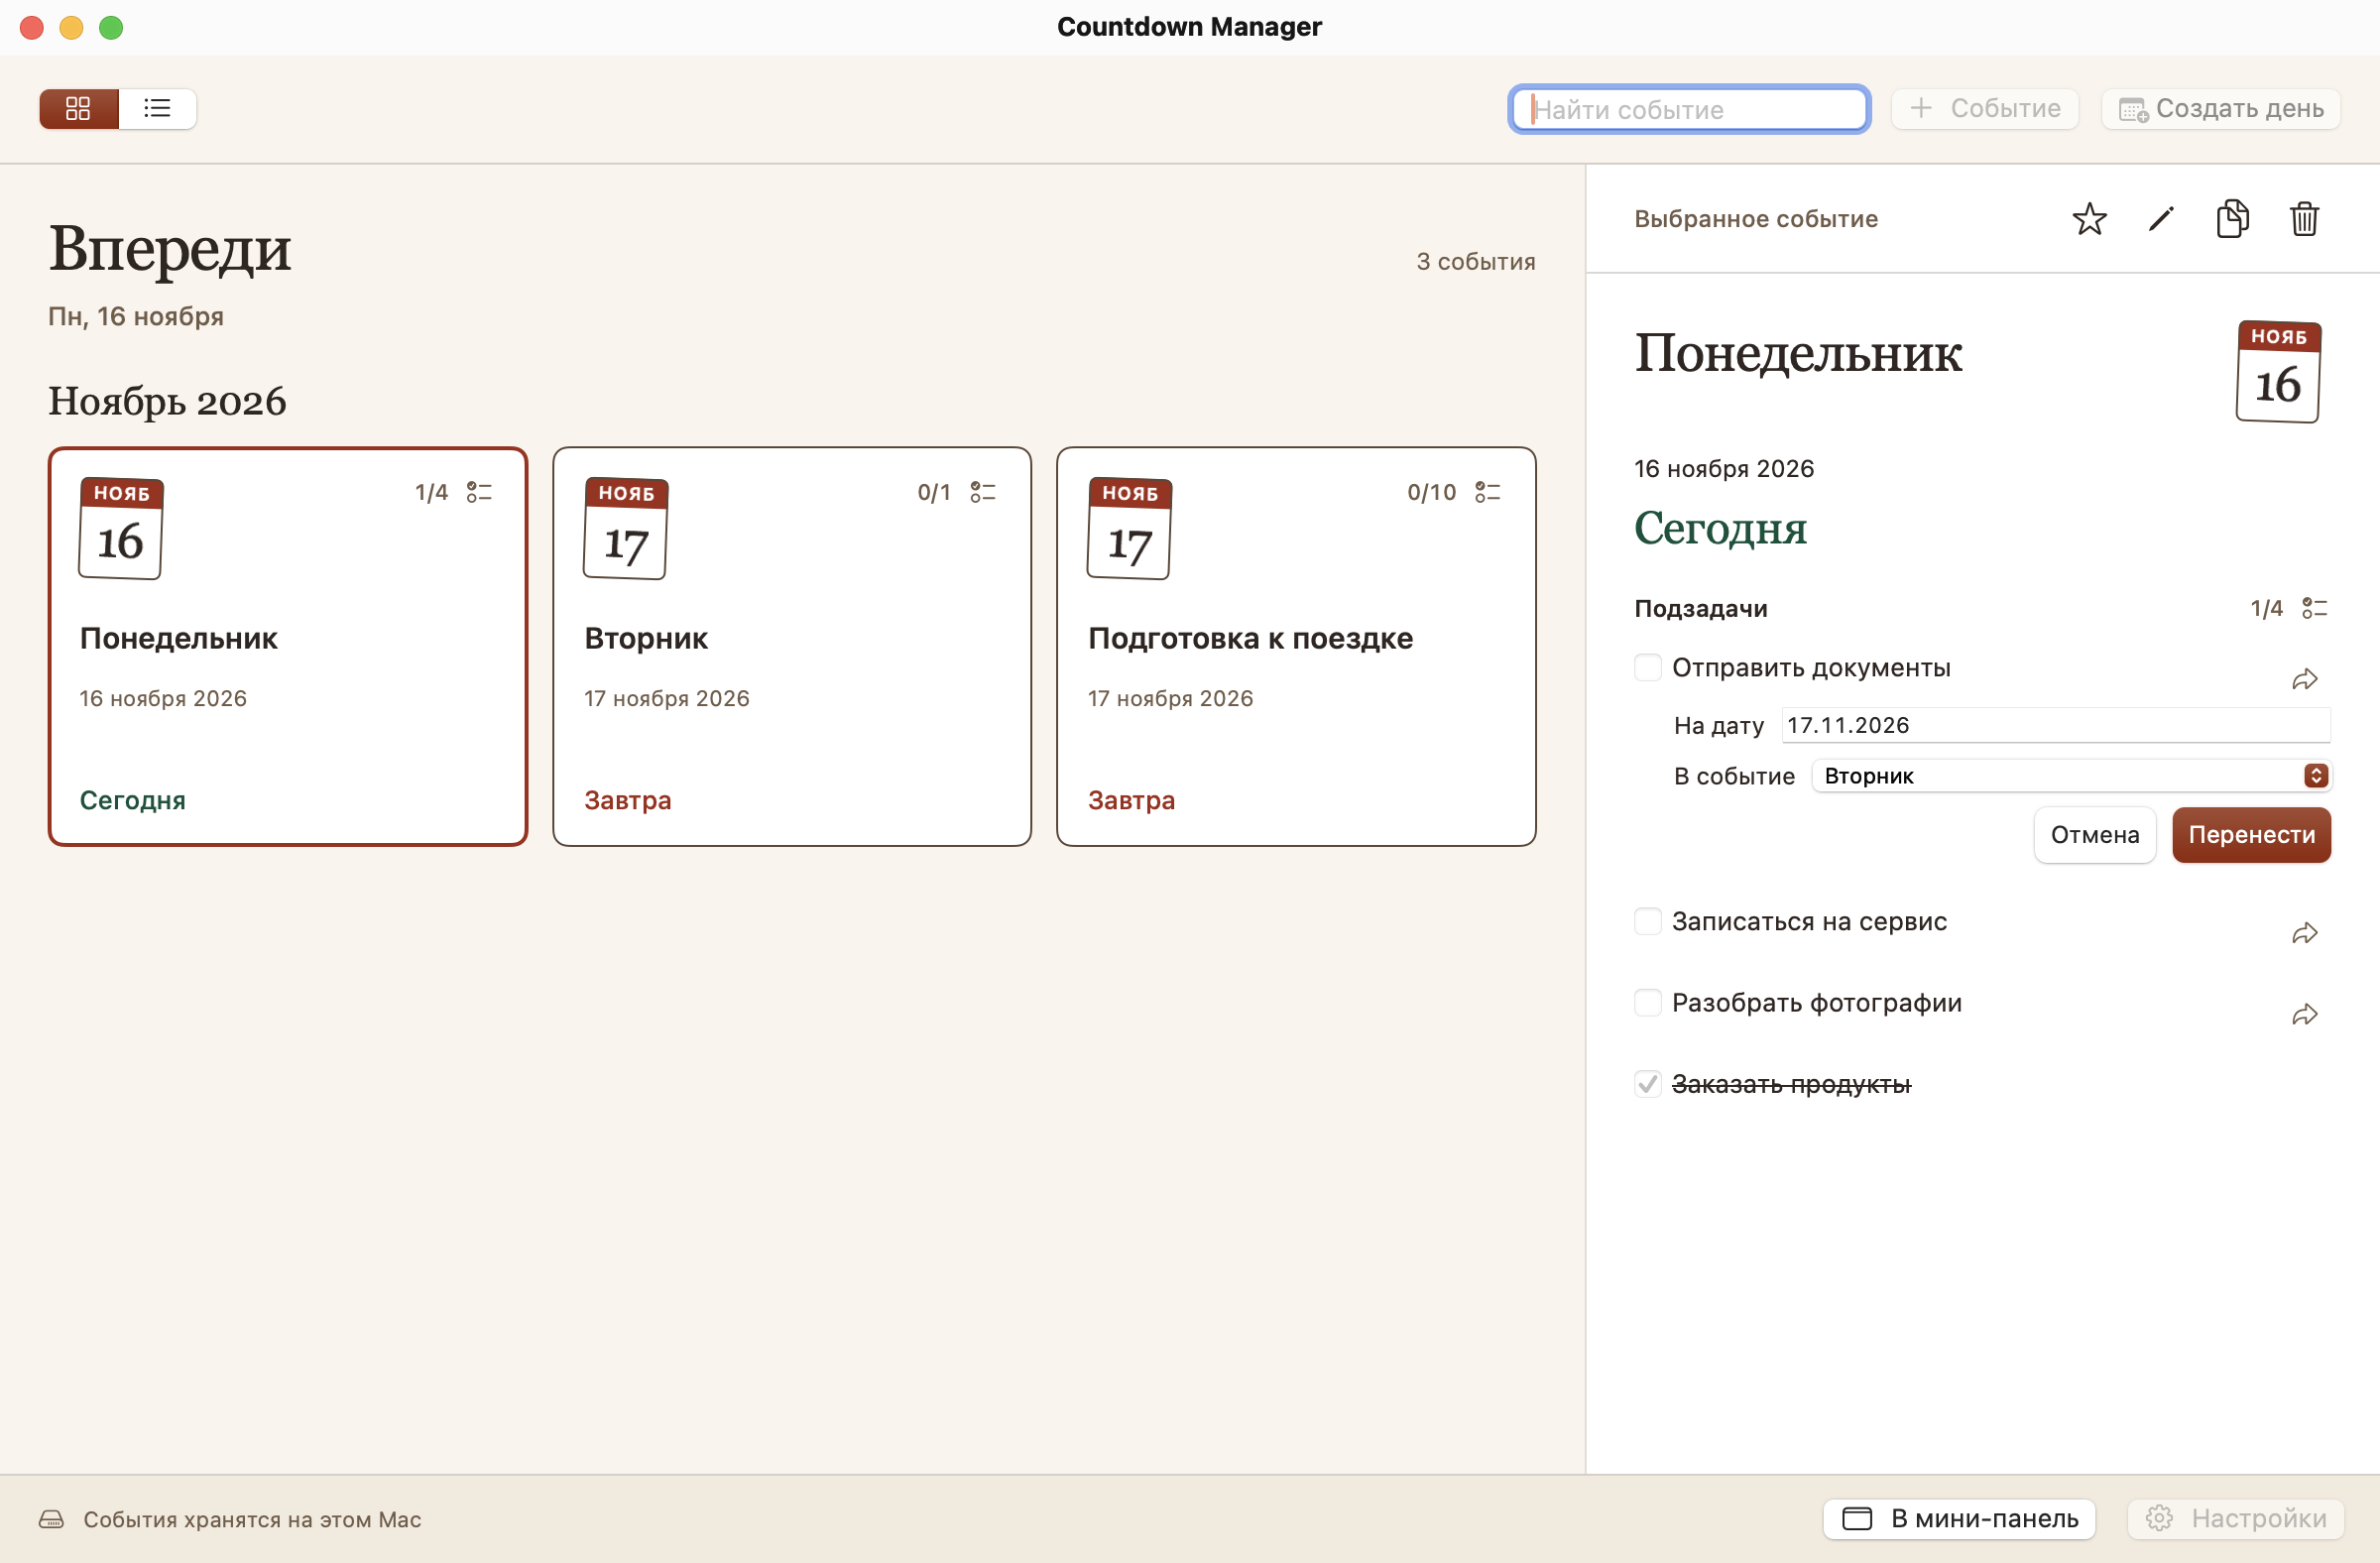 Countdown Manager
Найти событие
Событие
Создать день
Впереди
3 события
Пн, 16 ноября
Ноябрь 2026
НОЯБ
16
1/4
Понедельник
16 ноября 2026
Сегодня
НОЯБ
17
0/1
Вторник
17 ноября 2026
Завтра
НОЯБ
17
0/10
Подготовка к поездке
17 ноября 2026
Завтра
Выбранное событие
Понедельник
НОЯБ
16
16 ноября 2026
Сегодня
Подзадачи 1/4
Отправить документы
На дату 17.11.2026
В событие Вторник
Отмена Перенести
Записаться на сервис
Разобрать фотографии
Заказать продукты
События хранятся на этом Mac
В мини-панель
Настройки